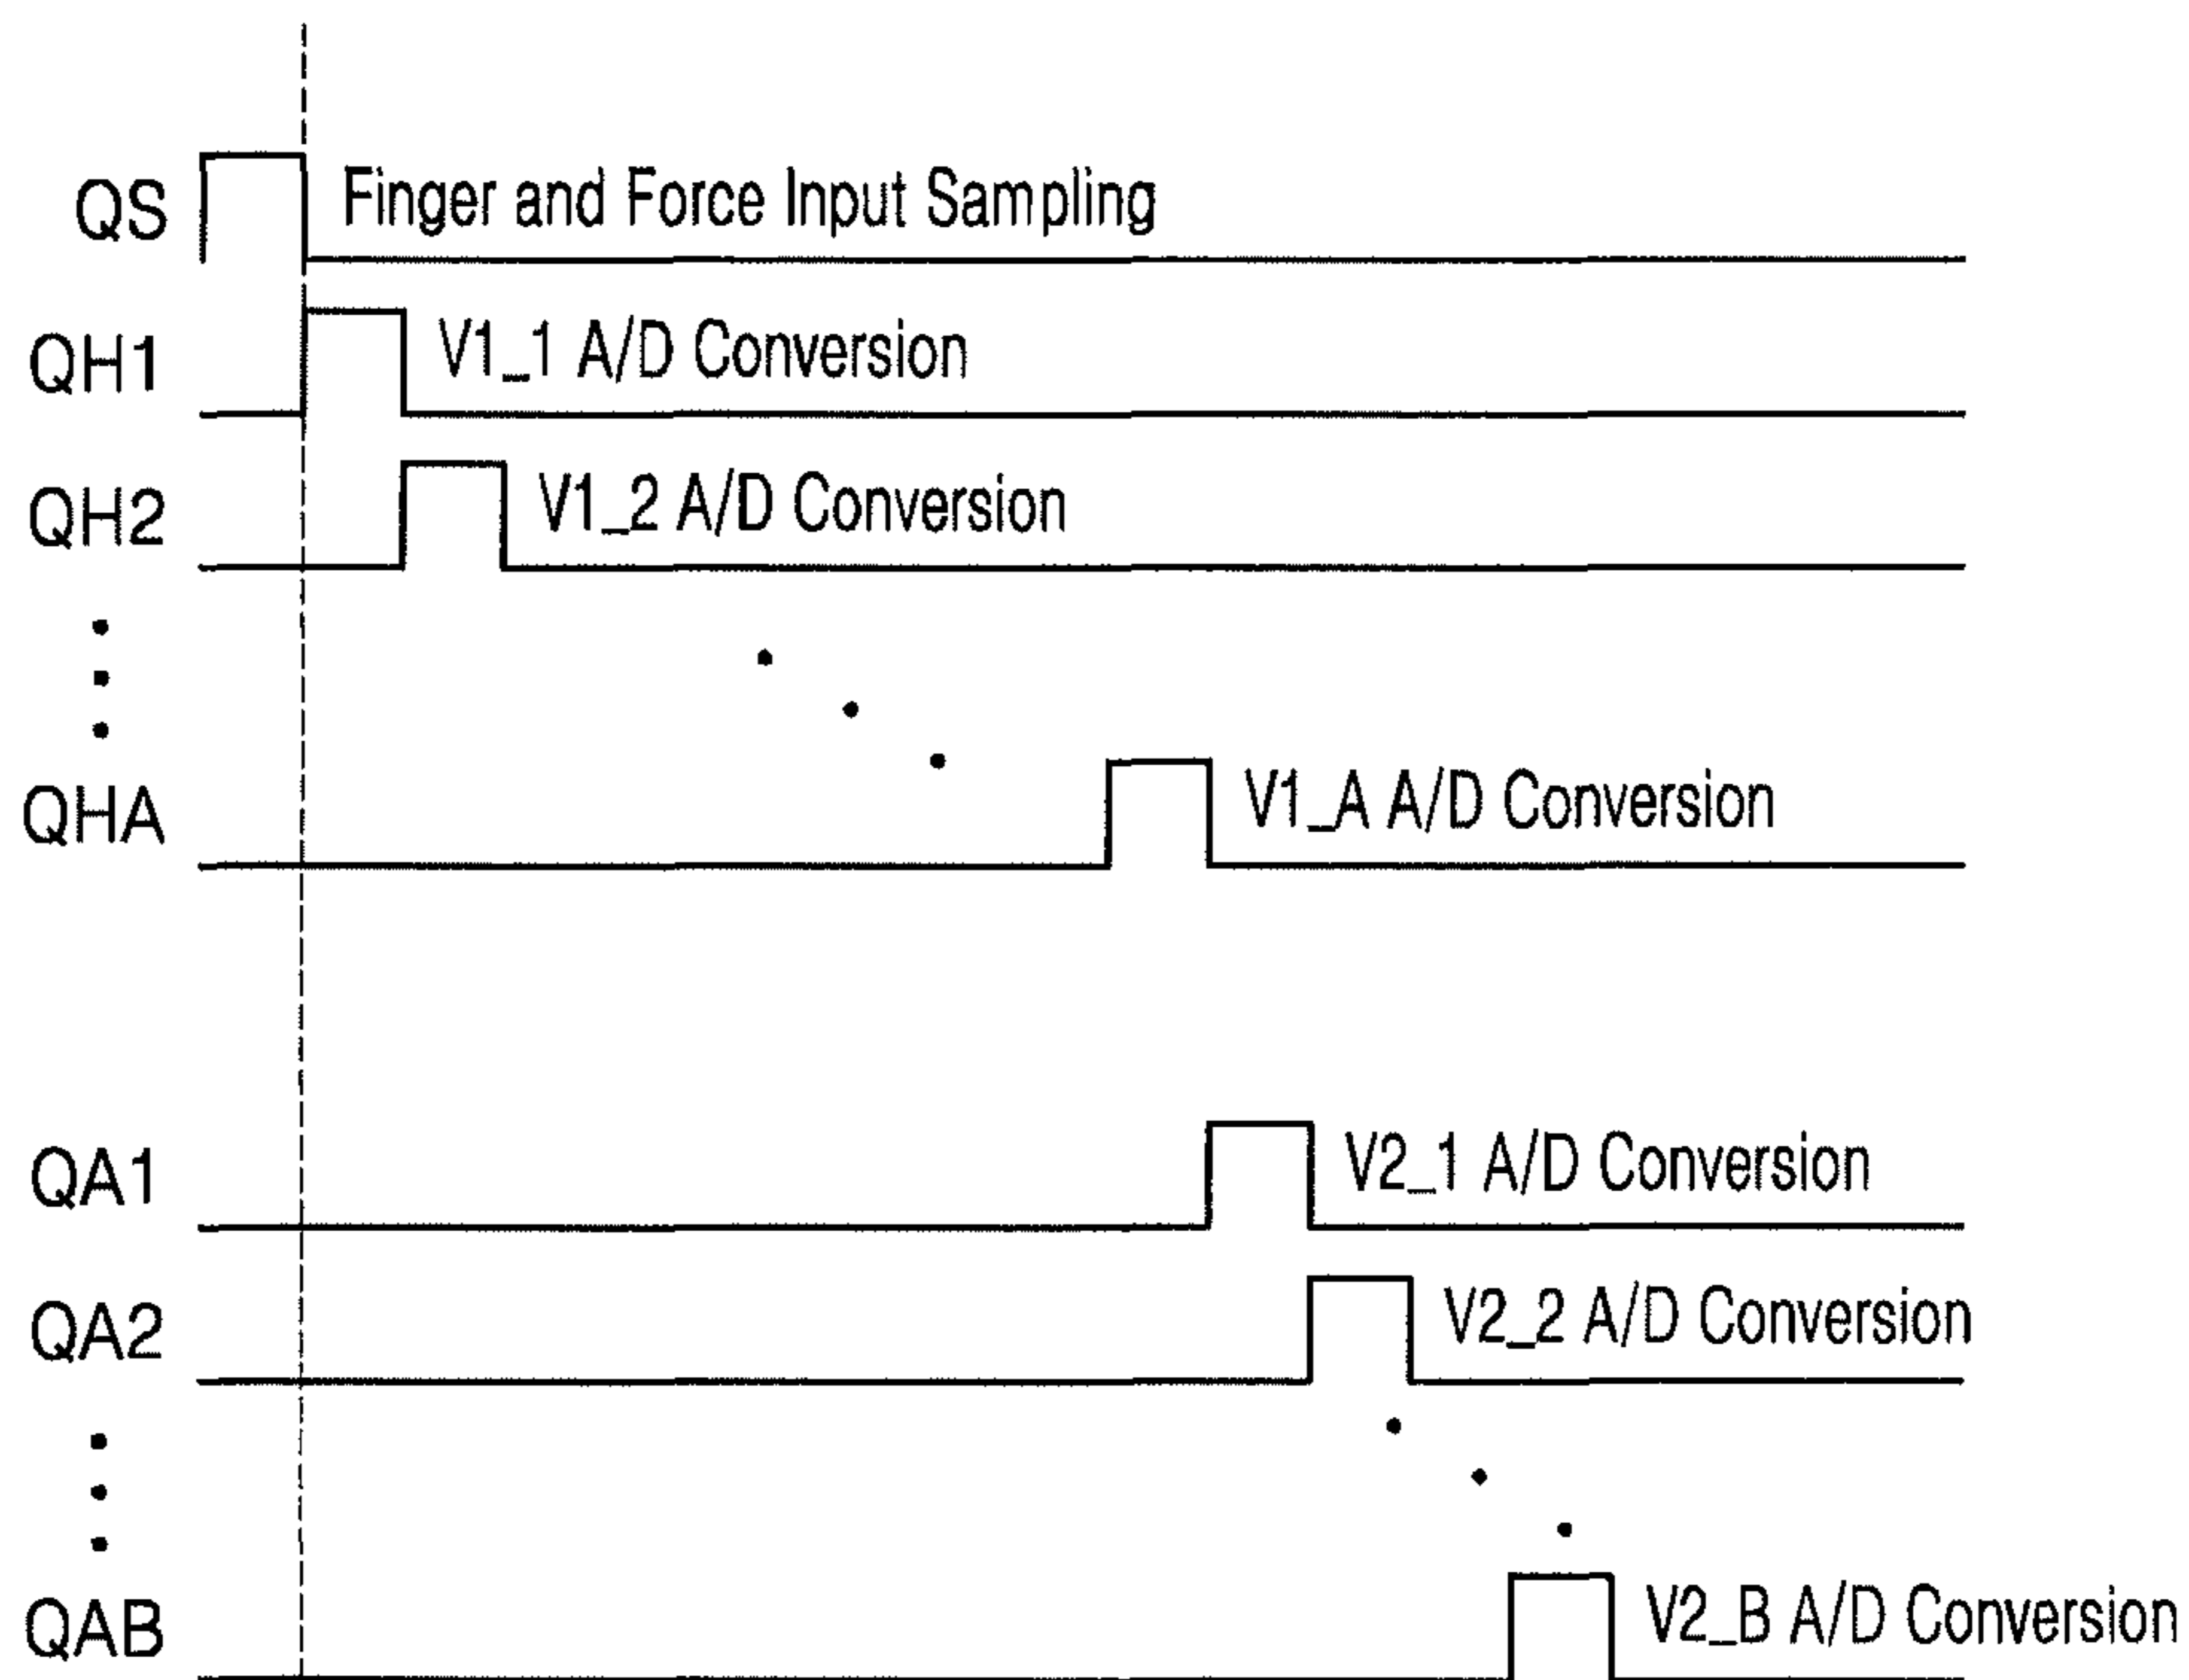 QS Finger and Force Input Sampling
QH1 V1_1 A/D Conversion
QH2 V1_2 A/D Conversion
QHA V1_A A/D Conversion
QA1 V2_1 A/D Conversion
QA2 V2_2 A/D Conversion
QAB V2_B A/D Conversion